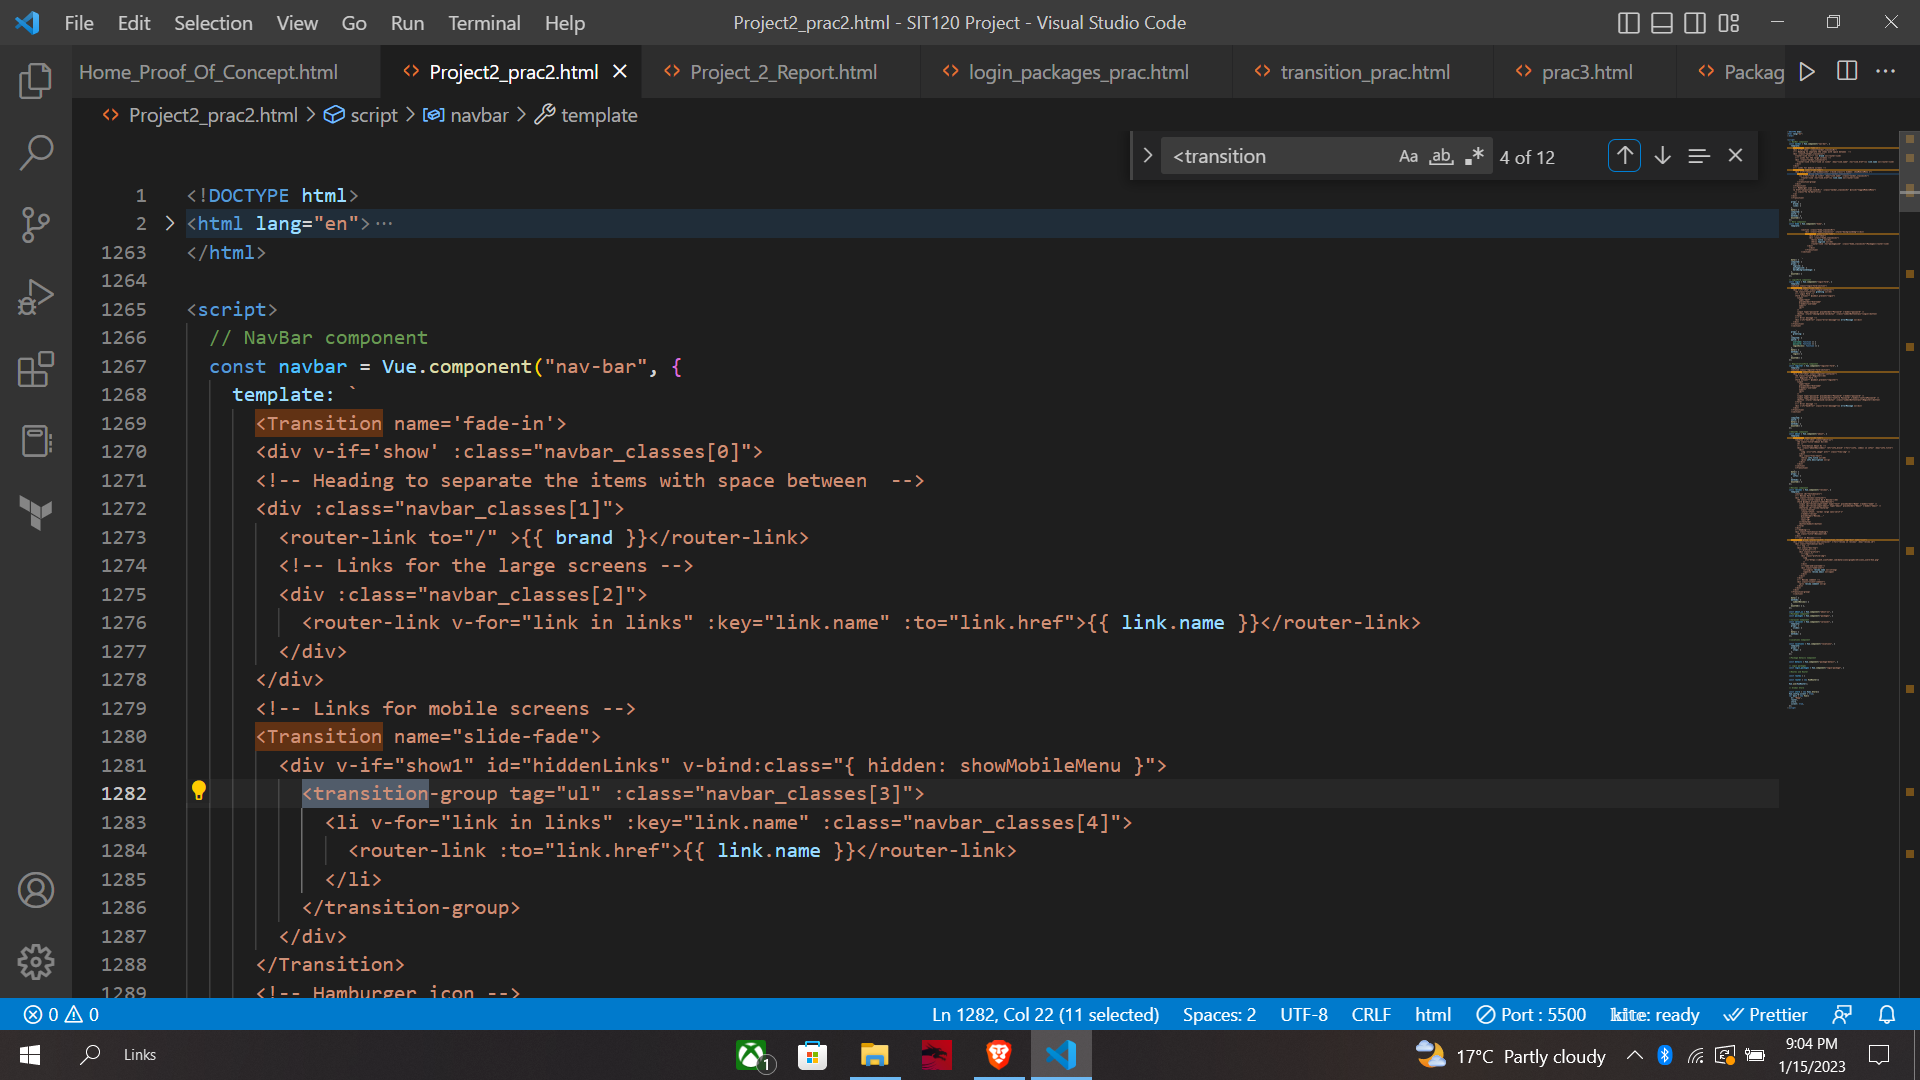 File Edit Selection View Go Run Terminal Help Project2_prac2.html - SIT120 Project - Visual Studio Code
Home_Proof_Of_Concept.html Project2_prac2.html Project_2_Report.html login_packages_prac.html transition_prac.html prac3.html Packag
Project2_prac2.html > script > navbar > template
<transition Aa ab .* 4 of 12
1 <!DOCTYPE html>
2 <html lang="en"> ...
1263 </html>
1264
1265 <script>
1266 // NavBar component
1267 const navbar = Vue.component("nav-bar", {
1268 template: `
1269 <Transition name='fade-in'>
1270 <div v-if='show' :class="navbar_classes[0]">
1271 <!-- Heading to separate the items with space between  -->
1272 <div :class="navbar_classes[1]">
1273 <router-link to="/" >{{ brand }}</router-link>
1274 <!-- Links for the large screens -->
1275 <div :class="navbar_classes[2]">
1276 <router-link v-for="link in links" :key="link.name" :to="link.href">{{ link.name }}</router-link>
1277 </div>
1278 </div>
1279 <!-- Links for mobile screens -->
1280 <Transition name="slide-fade">
1281 <div v-if="show1" id="hiddenLinks" v-bind:class="{ hidden: showMobileMenu }">
1282 <transition-group tag="ul" :class="navbar_classes[3]">
1283 <li v-for="link in links" :key="link.name" :class="navbar_classes[4]">
1284 <router-link :to="link.href">{{ link.name }}</router-link>
1285 </li>
1286 </transition-group>
1287 </div>
1288 </Transition>
1289 <!-- Hamburger icon -->
0 0 Ln 1282, Col 22 (11 selected) Spaces: 2 UTF-8 CRLF html Port : 5500 kite: ready Prettier
Links 1 17°C Partly cloudy 9:04 PM
1/15/2023